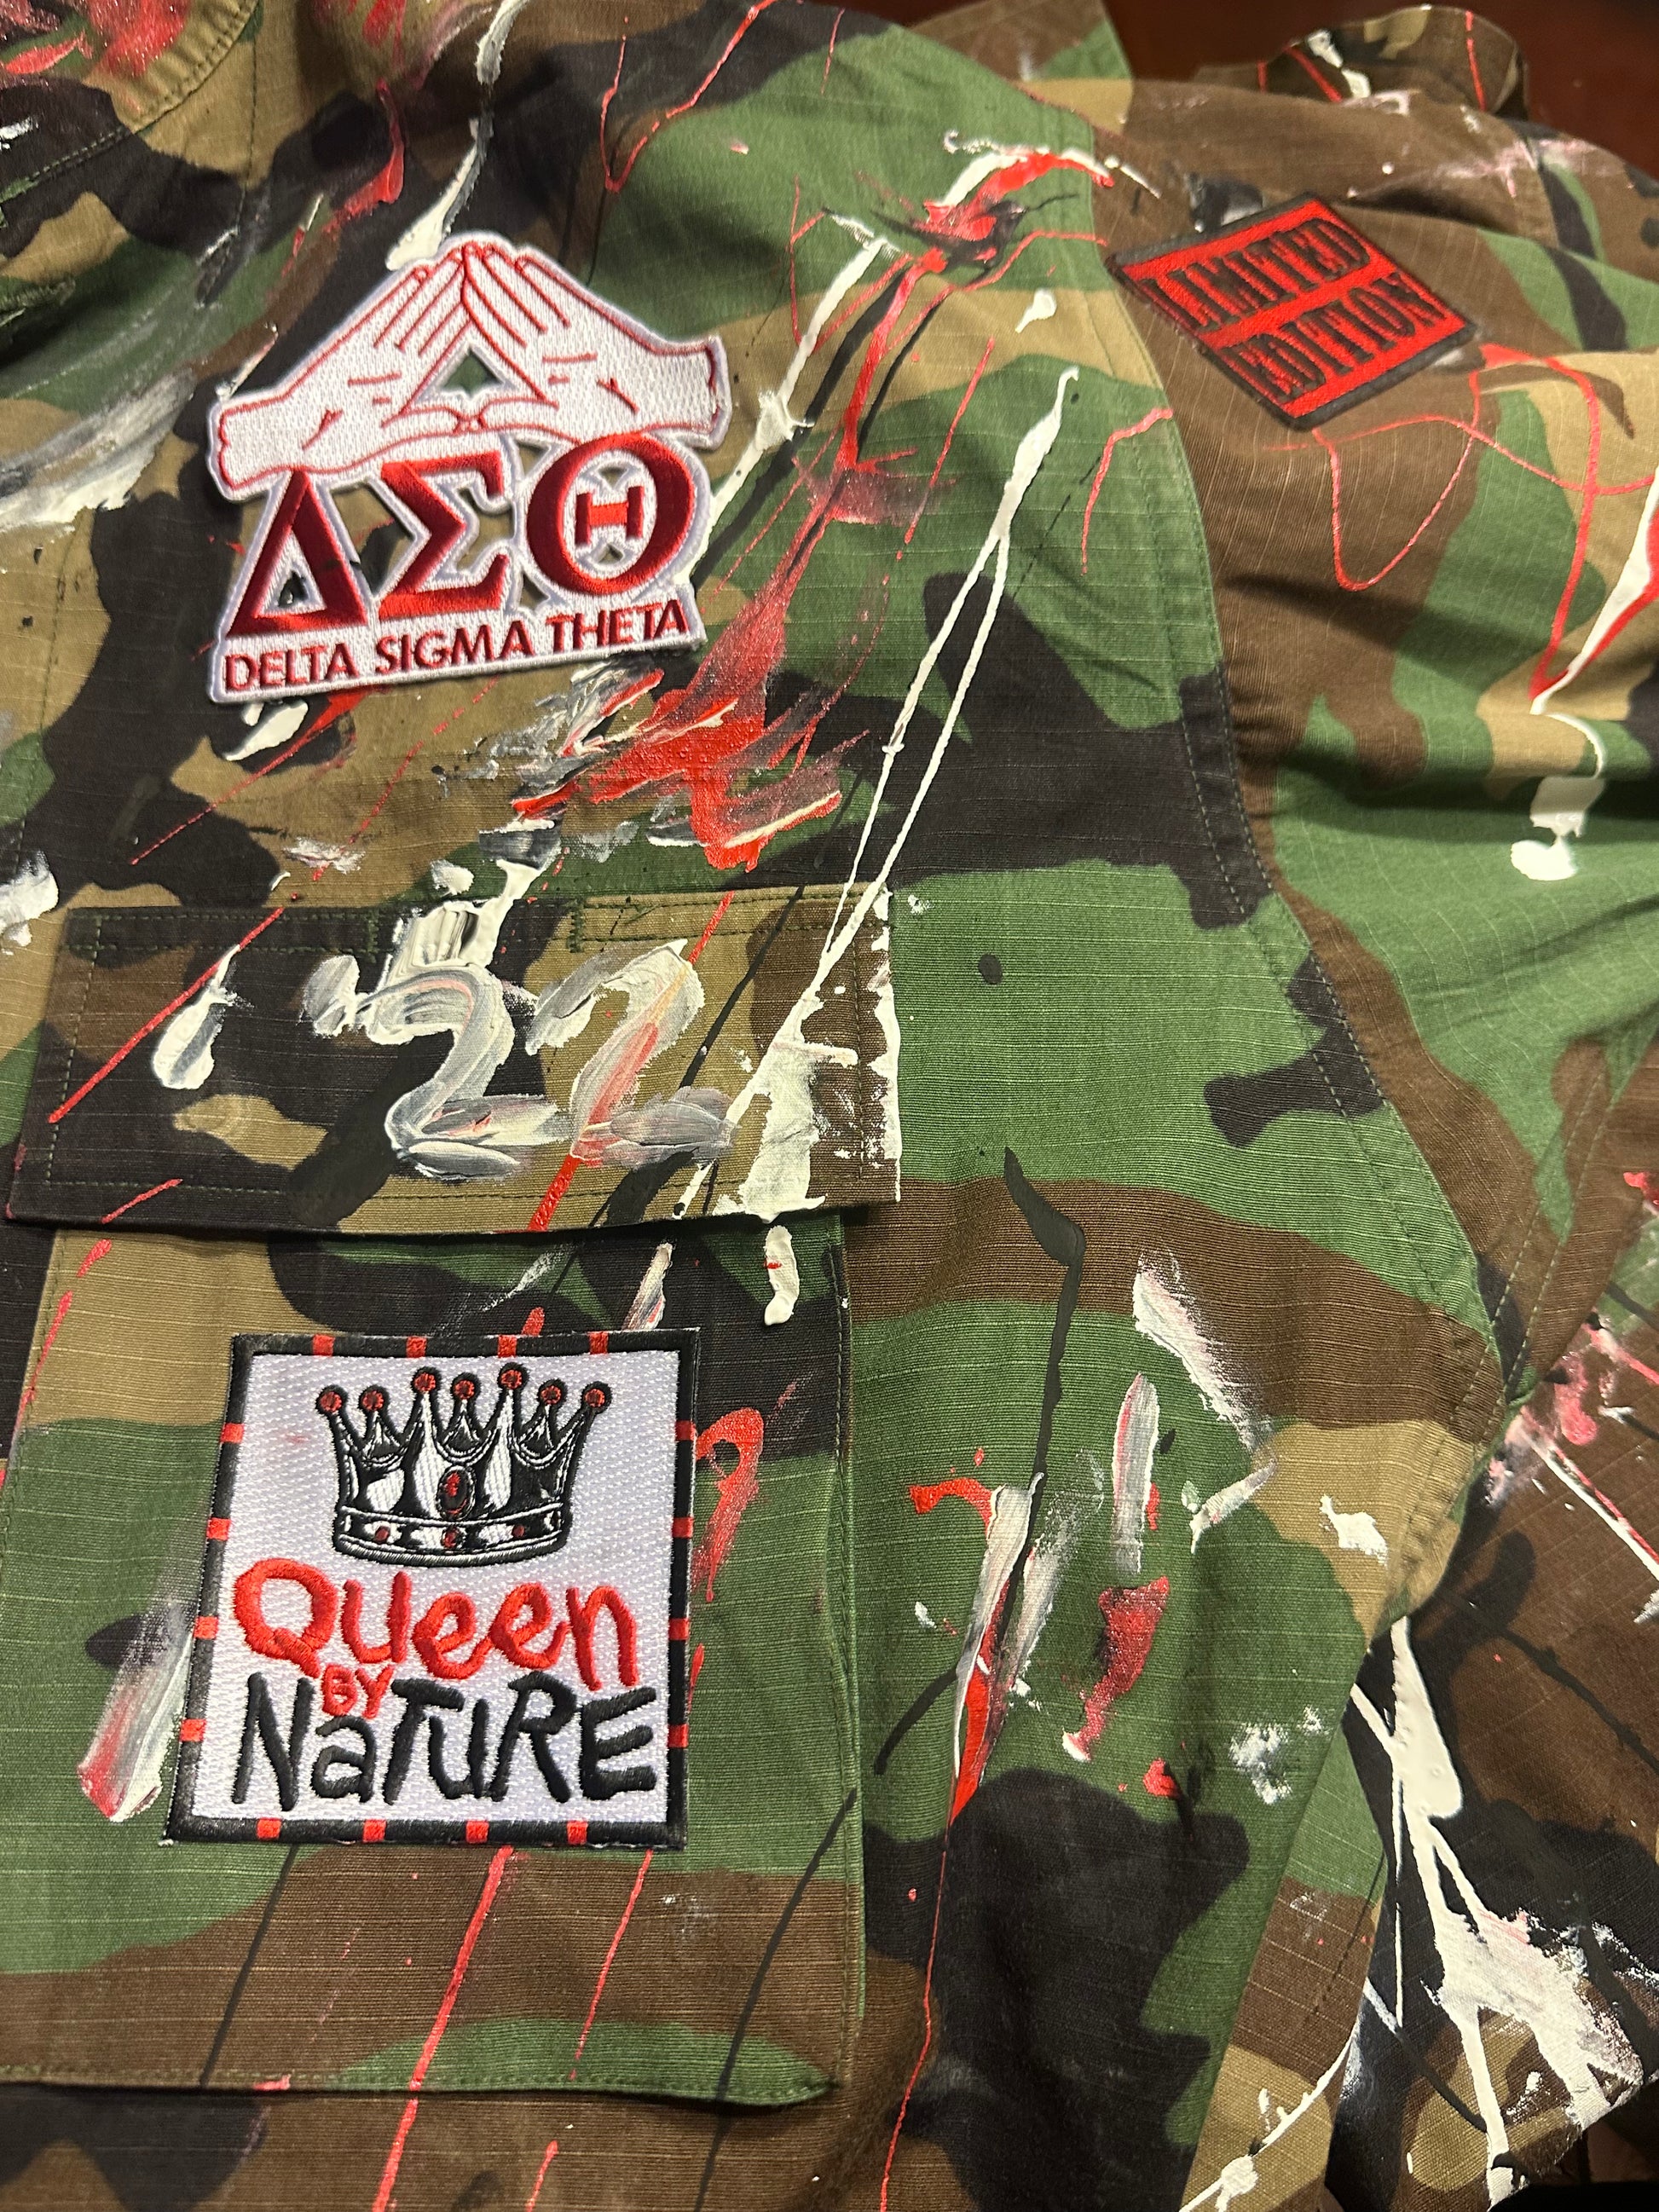 LIMITED
EDITION
ΔΣΘ
DELTA SIGMA THETA
22
Queen
BY
NaTuRE